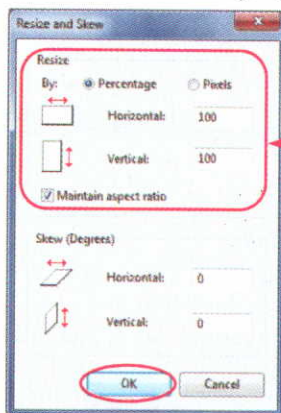 Resize and Skew
Resize
By: Percentage Pixels
Horizontal: 100
Vertical: 100
Maintain aspect ratio
Skew (Degrees)
Horizontal: 0
Vertical: 0
OK Cancel